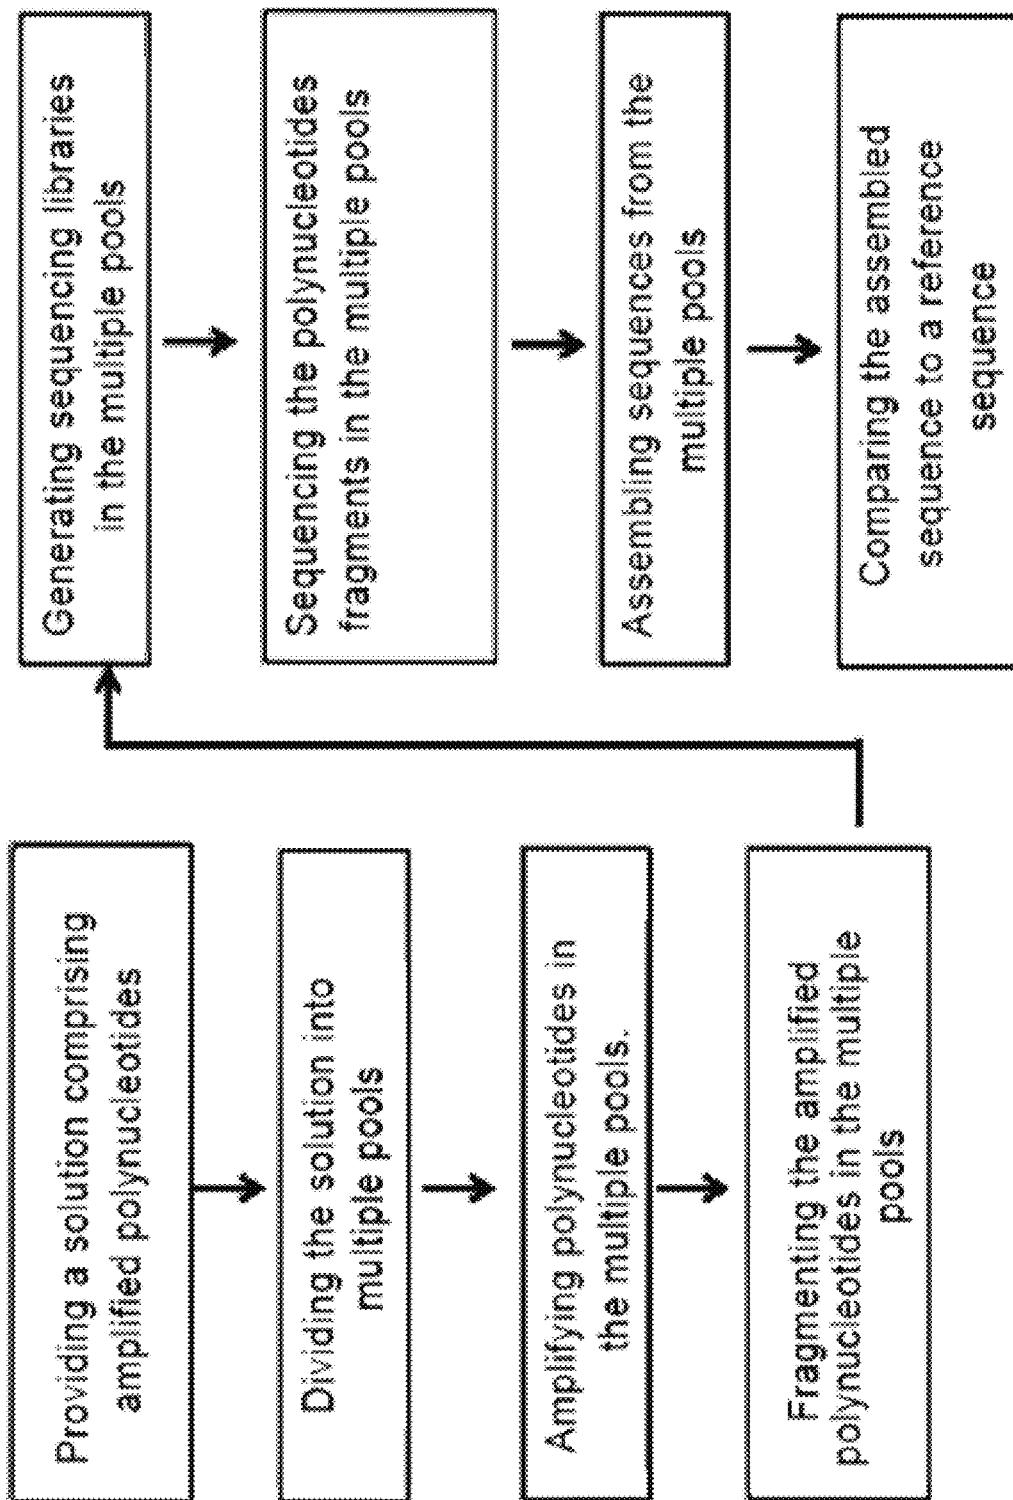 Providing a solution comprising
amplified polynucleotides
Dividing the solution into
multiple pools
Amplifying polynucleotides in
the multiple pools.
Fragmenting the amplified
polynucleotides in the multiple
pools
Generating sequencing libraries
in the multiple pools
Sequencing the polynucleotides
fragments in the multiple pools
Assembling sequences from the
multiple pools
Comparing the assembled
sequence to a reference
sequence